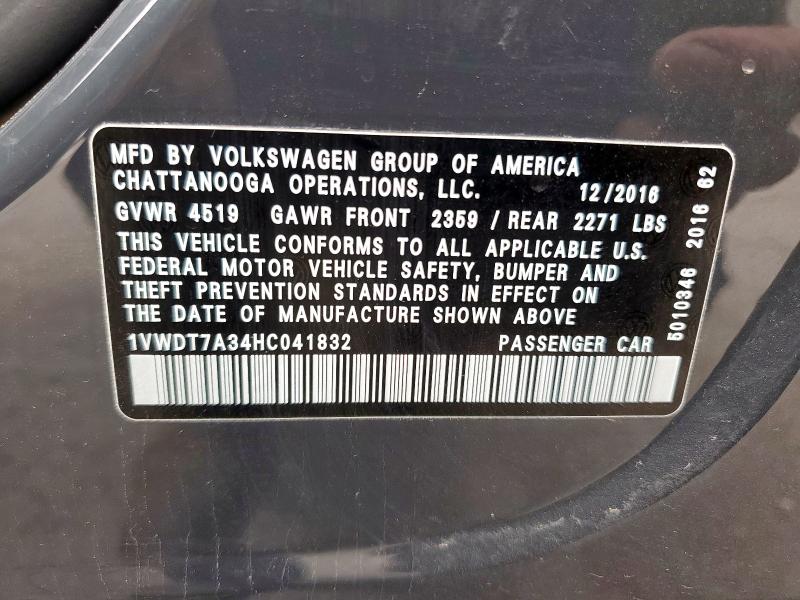 MFD BY VOLKSWAGEN GROUP OF AMERICA
CHATTANOOGA OPERATIONS, LLC. 12/2016
GVWR 4519 GAWR FRONT 2359 / REAR 2271 LBS
THIS VEHICLE CONFORMS TO ALL APPLICABLE U.S.
FEDERAL MOTOR VEHICLE SAFETY, BUMPER AND
THEFT PREVENTION STANDARDS IN EFFECT ON
THE DATE OF MANUFACTURE SHOWN ABOVE
1VWDT7A34HC041832 PASSENGER CAR
5010346 2016 62